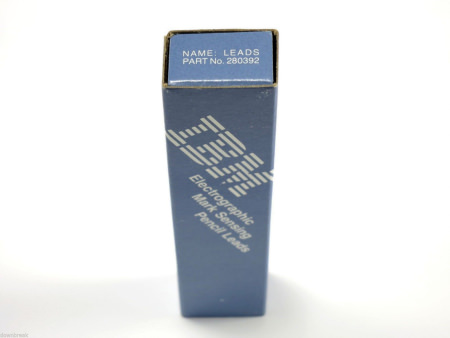 NAME: LEADS
PART No. 280392
IBM
Electrographic
Mark Sensing
Pencil Leads